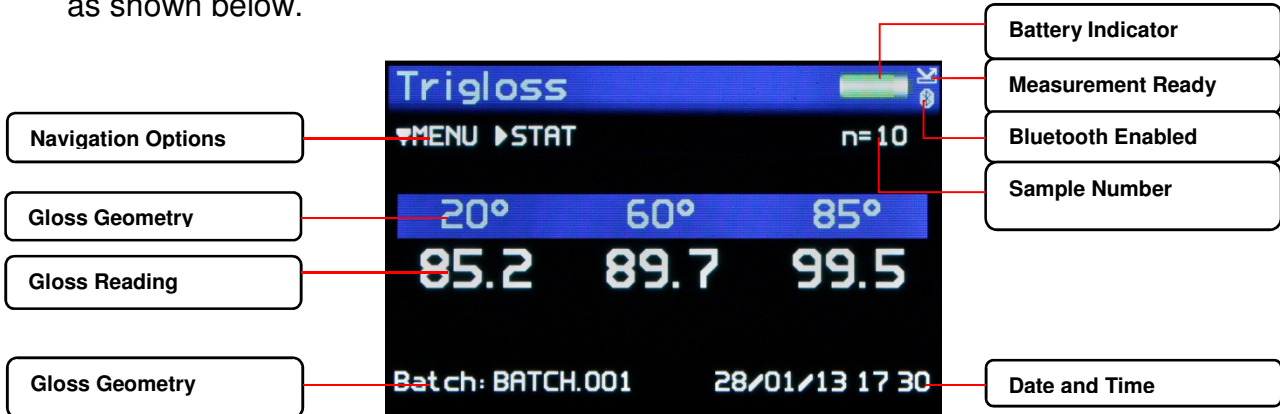 as shown below.
Battery Indicator
Trigloss
Measurement Ready
Navigation Options
▼MENU ▶STAT
n=10
Bluetooth Enabled
Sample Number
Gloss Geometry
20° 60° 85°
Gloss Reading
85.2 89.7 99.5
Gloss Geometry
Batch: BATCH.001
28/01/13 17 30
Date and Time